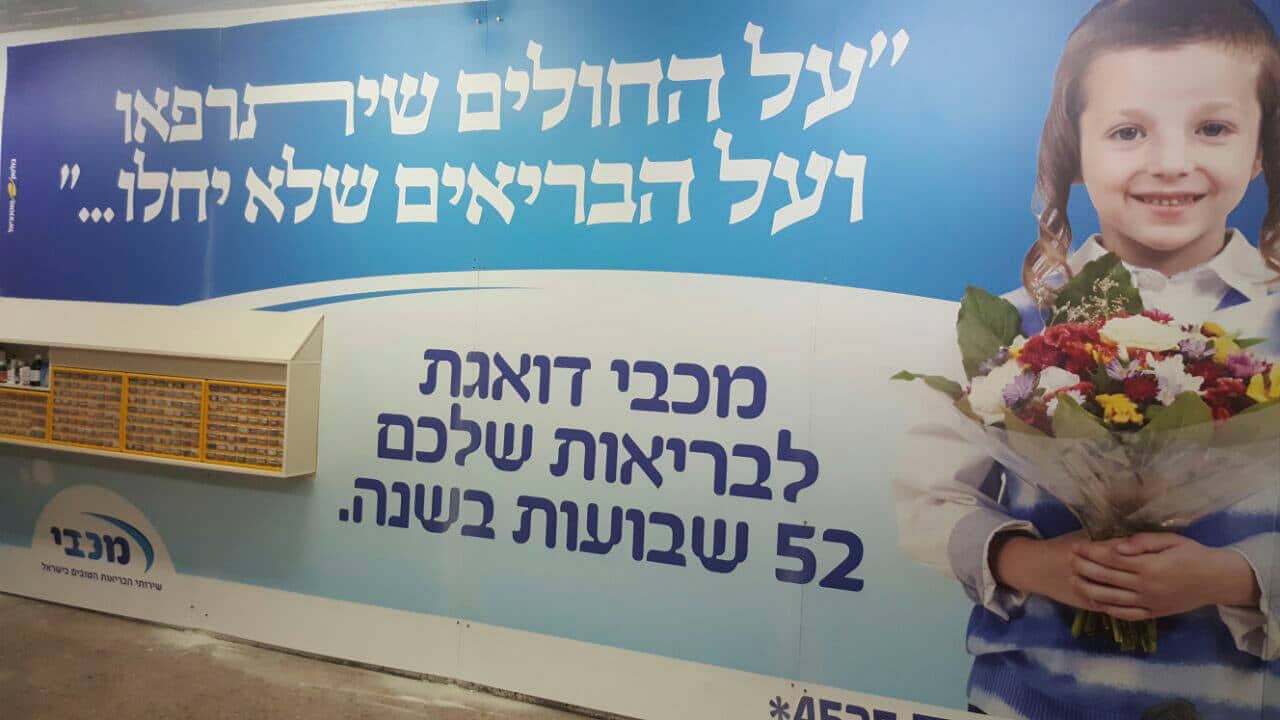 "על החולים שיתרפאו
ועל הבריאים שלא יחלו..."
מכבי דואגת
לבריאות שלכם
52 שבועות בשנה.
מכבי
שירותי הבריאות הטובים בישראל